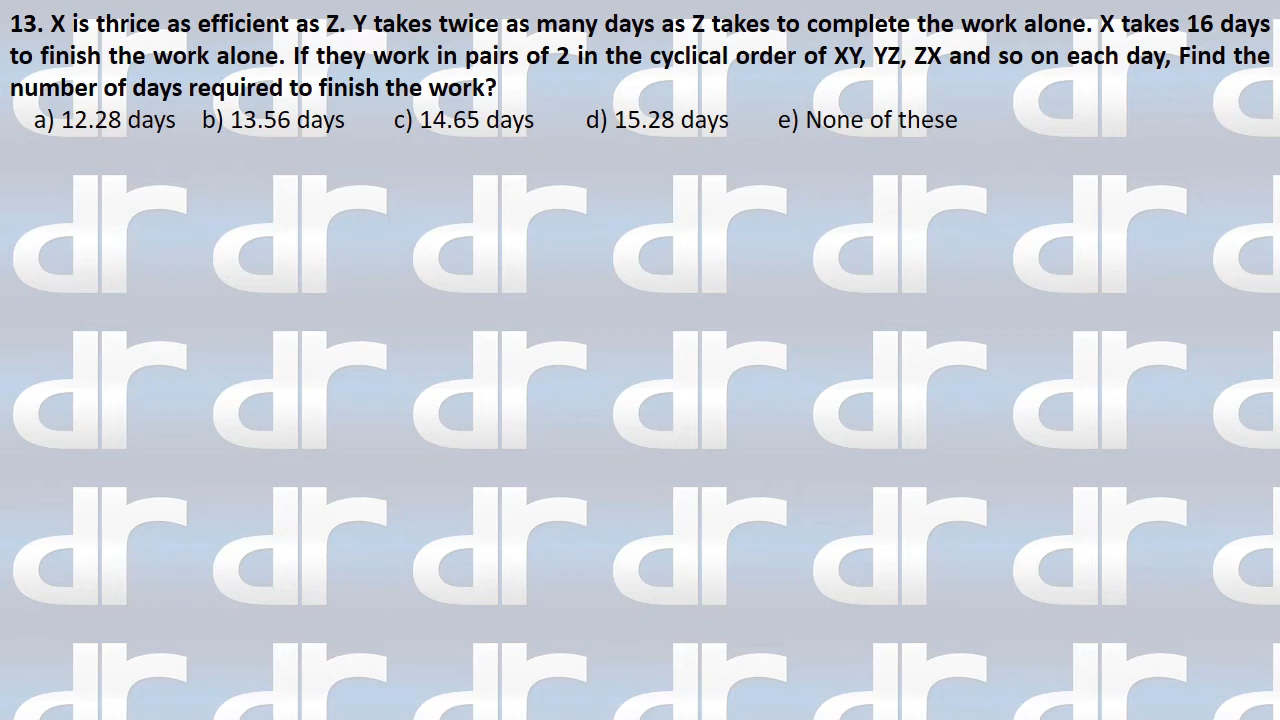 13. X is thrice as efficient as Z. Y takes twice as many days as Z takes to complete the work alone. X takes 16 days
to finish the work alone. If they work in pairs of 2 in the cyclical order of XY, YZ, ZX and so on each day, Find the
number of days required to finish the work?
a) 12.28 days b) 13.56 days c) 14.65 days d) 15.28 days e) None of these